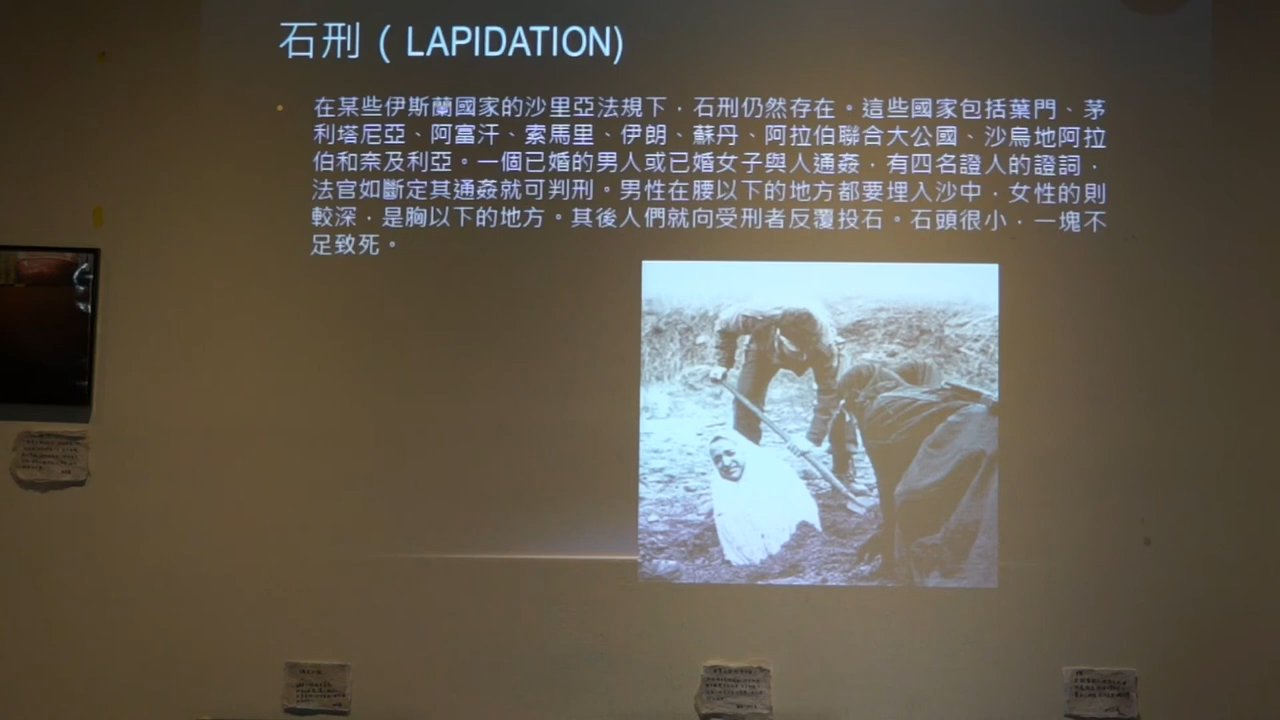 石刑 ( LAPIDATION)
• 在某些伊斯蘭國家的沙里亞法規下，石刑仍然存在。這些國家包括葉門、茅
利塔尼亞、阿富汗、索馬里、伊朗、蘇丹、阿拉伯聯合大公國、沙烏地阿拉
伯和奈及利亞。一個已婚的男人或已婚女子與人通姦，有四名證人的證詞，
法官如斷定其通姦就可判刑。男性在腰以下的地方都要埋入沙中，女性的則
較深，是胸以下的地方。其後人們就向受刑者反覆投石。石頭很小，一塊不
足致死。